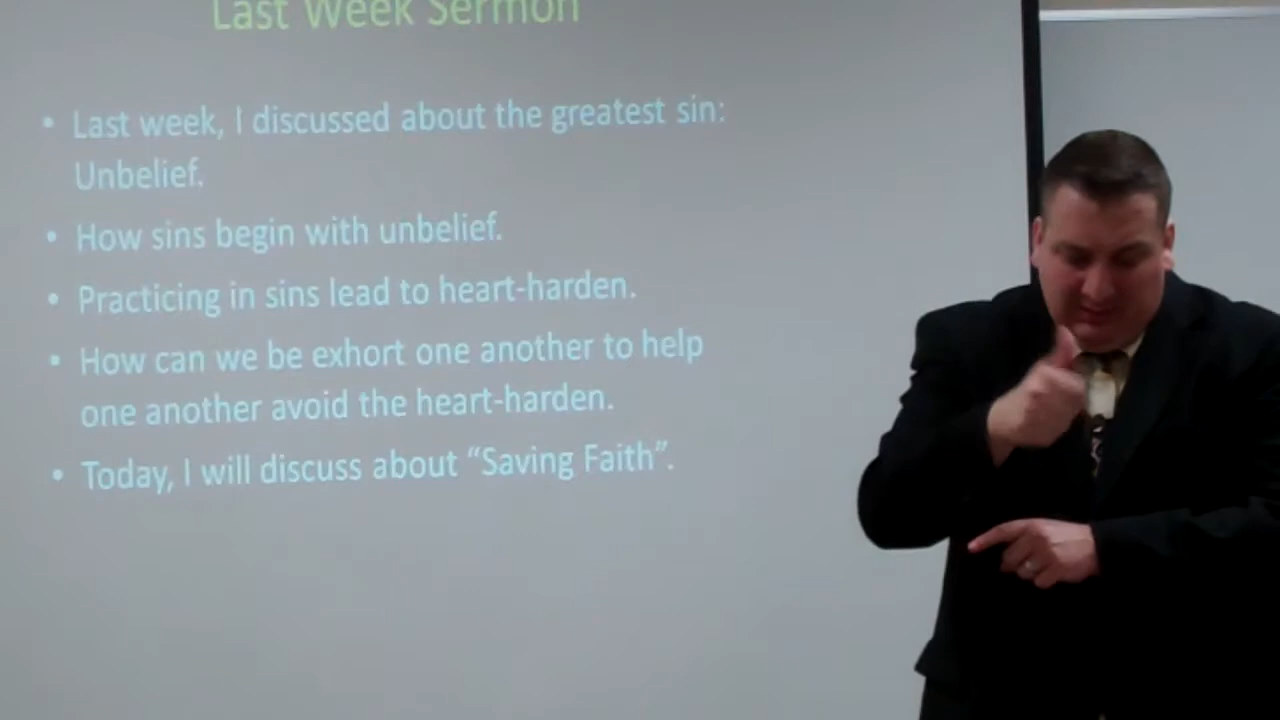 Last Week Sermon
• Last week, I discussed about the greatest sin:
Unbelief.
• How sins begin with unbelief.
• Practicing in sins lead to heart-harden.
• How can we be exhort one another to help
one another avoid the heart-harden.
• Today, I will discuss about “Saving Faith”.